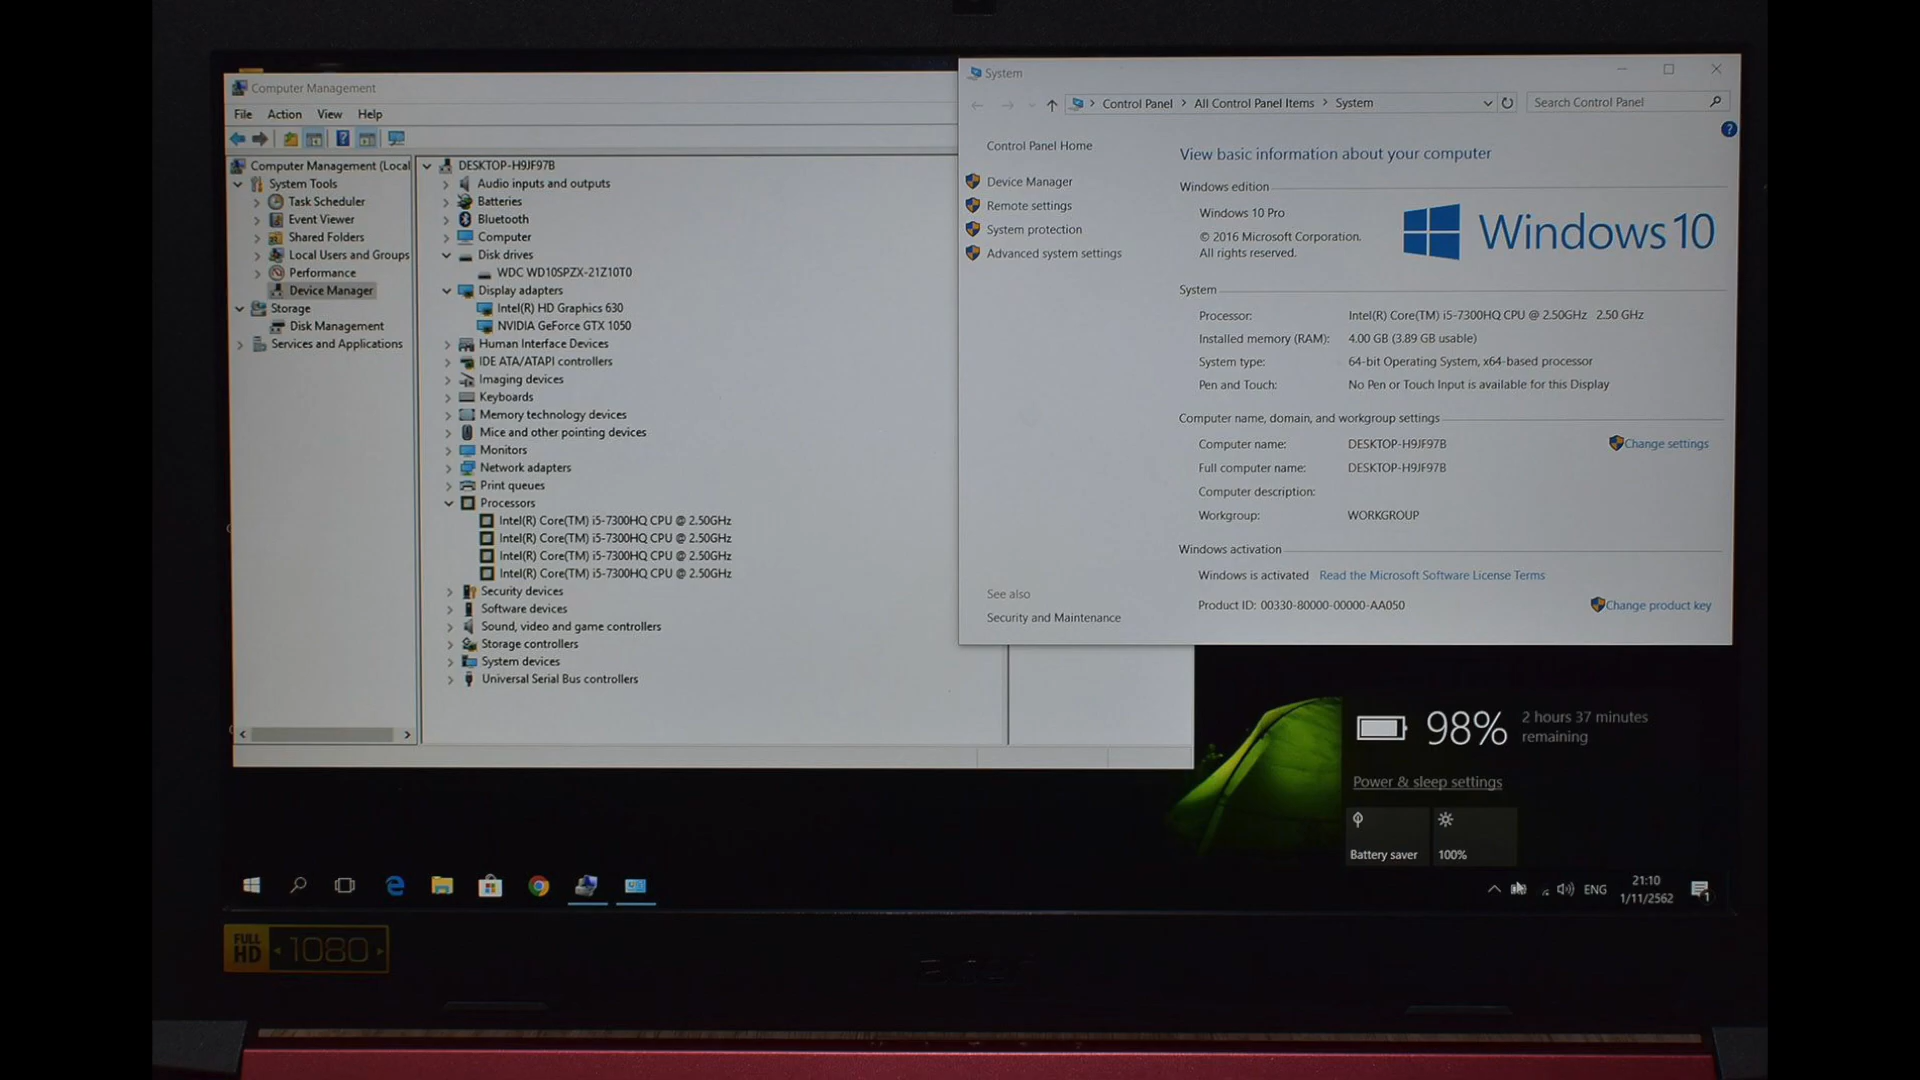 Computer Management
File Action View Help
Computer Management (Local
System Tools
Task Scheduler
Event Viewer
Shared Folders
Local Users and Groups
Performance
Device Manager
Storage
Disk Management
Services and Applications
DESKTOP-H9JF97B
Audio inputs and outputs
Batteries
Bluetooth
Computer
Disk drives
WDC WD10SPZX-21Z10T0
Display adapters
Intel(R) HD Graphics 630
NVIDIA GeForce GTX 1050
Human Interface Devices
IDE ATA/ATAPI controllers
Imaging devices
Keyboards
Memory technology devices
Mice and other pointing devices
Monitors
Network adapters
Print queues
Processors
Intel(R) Core(TM) i5-7300HQ CPU @ 2.50GHz
Intel(R) Core(TM) i5-7300HQ CPU @ 2.50GHz
Intel(R) Core(TM) i5-7300HQ CPU @ 2.50GHz
Intel(R) Core(TM) i5-7300HQ CPU @ 2.50GHz
Security devices
Software devices
Sound, video and game controllers
Storage controllers
System devices
Universal Serial Bus controllers
System
Control Panel > All Control Panel Items > System
Search Control Panel
Control Panel Home
Device Manager
Remote settings
System protection
Advanced system settings
See also
Security and Maintenance
View basic information about your computer
Windows edition
Windows 10 Pro
© 2016 Microsoft Corporation.
All rights reserved.
Windows 10
System
Processor: Intel(R) Core(TM) i5-7300HQ CPU @ 2.50GHz 2.50 GHz
Installed memory (RAM): 4.00 GB (3.89 GB usable)
System type: 64-bit Operating System, x64-based processor
Pen and Touch: No Pen or Touch Input is available for this Display
Computer name, domain, and workgroup settings
Computer name: DESKTOP-H9JF97B Change settings
Full computer name: DESKTOP-H9JF97B
Computer description:
Workgroup: WORKGROUP
Windows activation
Windows is activated Read the Microsoft Software License Terms
Product ID: 00330-80000-00000-AA050 Change product key
98% 2 hours 37 minutes
remaining
Power & sleep settings
Battery saver
100%
ENG
21:10
1/11/2562
1
FULL
HD
1080
acer